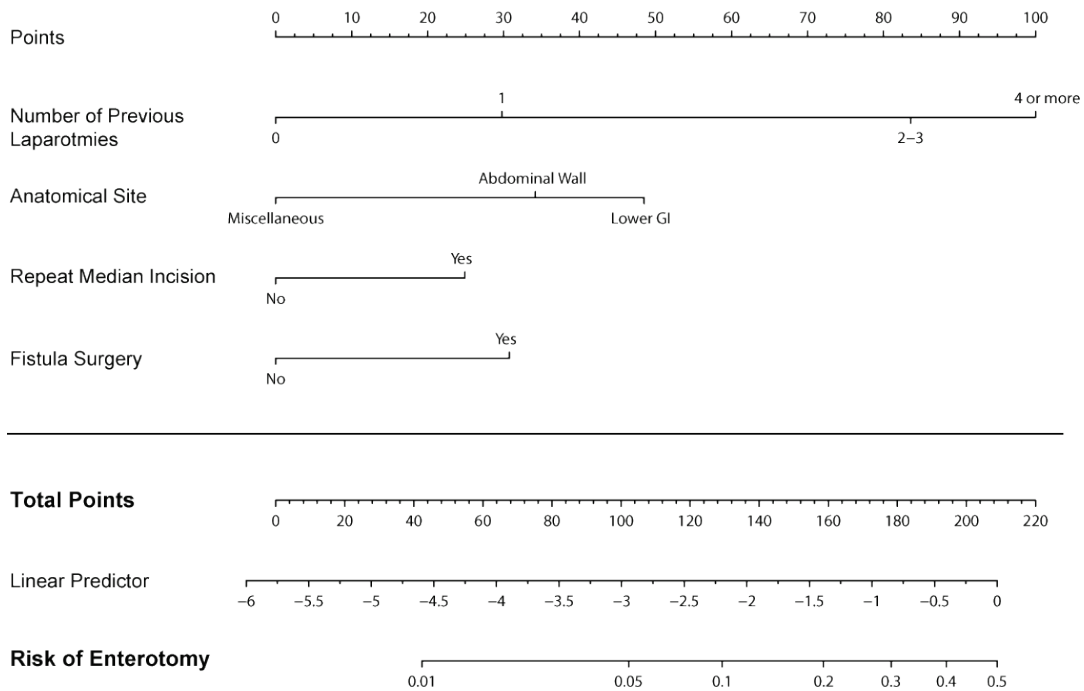 0 10 20 30 40 50 60 70 80 90 100
Points
1 4 or more
Number of Previous
Laparotmies
0 2–3
Abdominal Wall
Anatomical Site
Miscellaneous Lower GI
Yes
Repeat Median Incision
No
Yes
Fistula Surgery
No
Total Points
0 20 40 60 80 100 120 140 160 180 200 220
Linear Predictor
−6 −5.5 −5 −4.5 −4 −3.5 −3 −2.5 −2 −1.5 −1 −0.5 0
Risk of Enterotomy
0.01 0.05 0.1 0.2 0.3 0.4 0.5